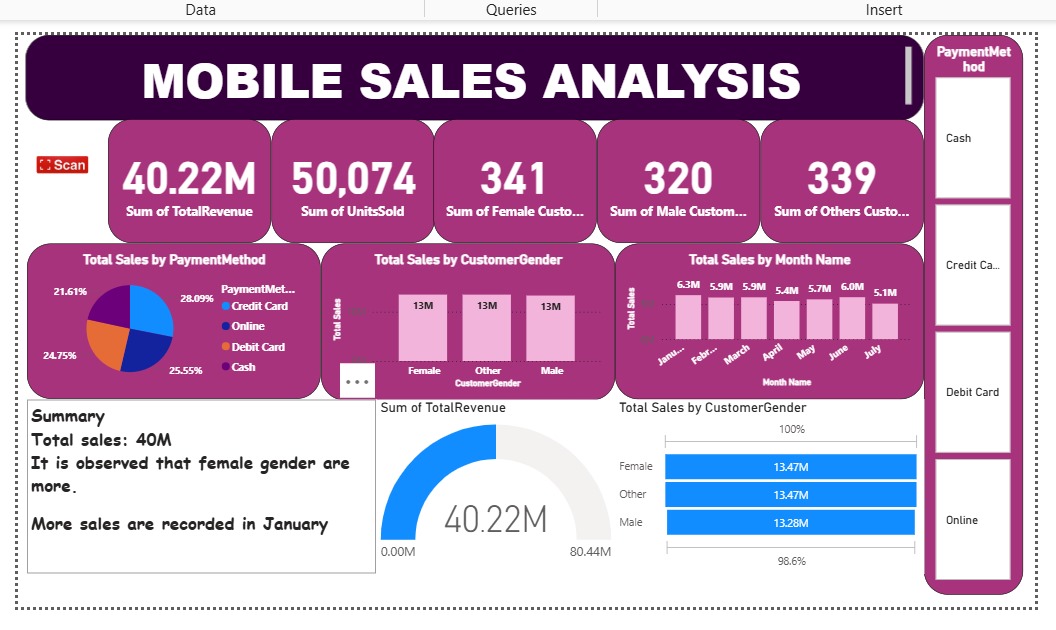 Data
Queries
Insert
MOBILE SALES ANALYSIS
PaymentMet
hod
Cash
Credit Ca...
Debit Card
Online
Scan
40.22M
Sum of TotalRevenue
50,074
Sum of UnitsSold
341
Sum of Female Custo...
320
Sum of Male Custom...
339
Sum of Others Custo...
Total Sales by PaymentMethod
21.61%
28.09%
24.75%
25.55%
PaymentMet...
Credit Card
Online
Debit Card
Cash
Total Sales by CustomerGender
Total Sales
13M
13M
13M
Female
Other
Male
CustomerGender
Total Sales by Month Name
Total Sales
6.3M
5.9M
5.9M
5.4M
5.7M
6.0M
5.1M
Janu...
Febr...
March
April
May
June
July
Month Name
Summary
Total sales: 40M
It is observed that female gender are
more.
More sales are recorded in January
Sum of TotalRevenue
40.22M
0.00M
80.44M
Total Sales by CustomerGender
100%
Female
13.47M
Other
13.47M
Male
13.28M
98.6%